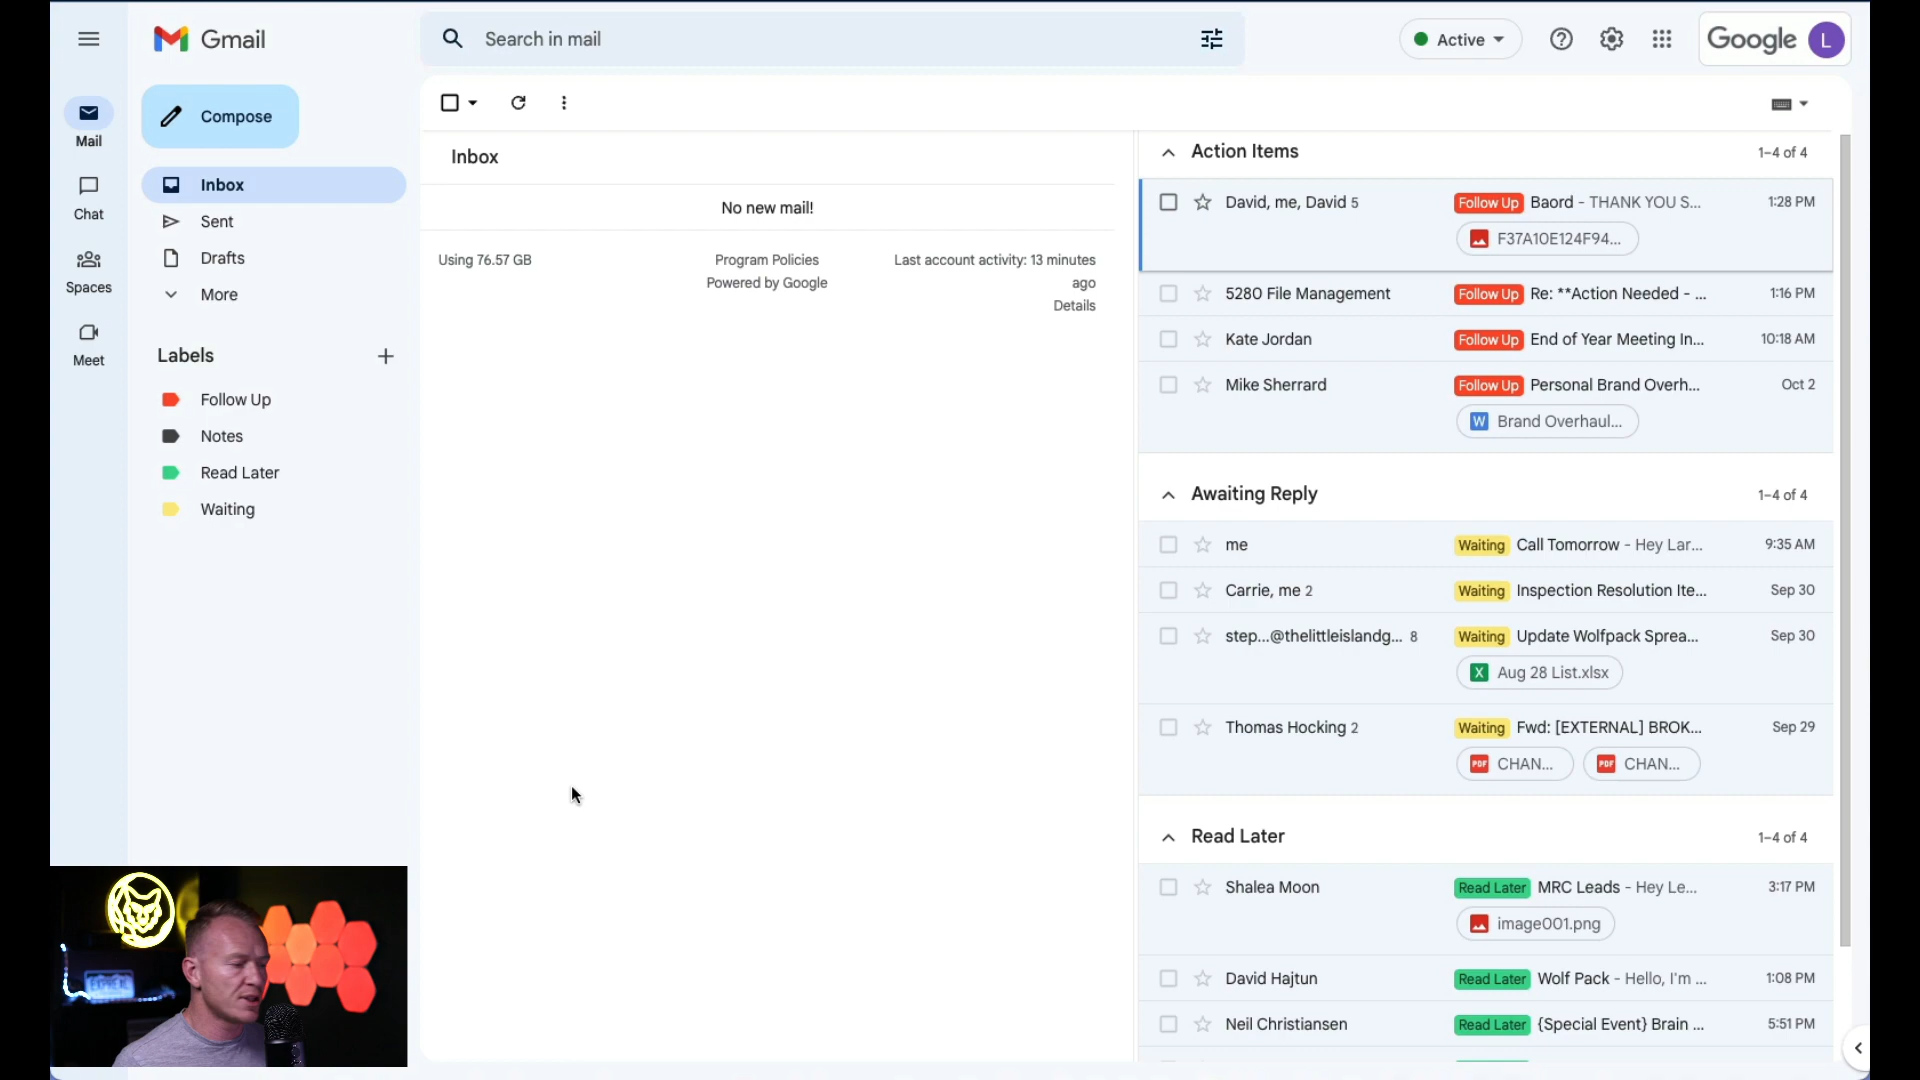 Gmail
Search in mail
Active
Google
L
Mail
Chat
Spaces
Meet
Compose
Inbox
Sent
Drafts
More
Labels
Follow Up
Notes
Read Later
Waiting
Inbox
No new mail!
Using 76.57 GB
Program Policies
Powered by Google
Last account activity: 13 minutes
ago
Details
Action Items
1–4 of 4
David, me, David 5
Follow Up Baord - THANK YOU S...
1:28 PM
F37A10E124F94...
5280 File Management
Follow Up Re: **Action Needed - ...
1:16 PM
Kate Jordan
Follow Up End of Year Meeting In...
10:18 AM
Mike Sherrard
Follow Up Personal Brand Overh...
Oct 2
W Brand Overhaul...
Awaiting Reply
1–4 of 4
me
Waiting Call Tomorrow - Hey Lar...
9:35 AM
Carrie, me 2
Waiting Inspection Resolution Ite...
Sep 30
step...@thelittleislandg... 8
Waiting Update Wolfpack Sprea...
Sep 30
X Aug 28 List.xlsx
Thomas Hocking 2
Waiting Fwd: [EXTERNAL] BROK...
Sep 29
PDF CHAN...
PDF CHAN...
Read Later
1–4 of 4
Shalea Moon
Read Later MRC Leads - Hey Le...
3:17 PM
image001.png
David Hajtun
Read Later Wolf Pack - Hello, I'm ...
1:08 PM
Neil Christiansen
Read Later {Special Event} Brain ...
5:51 PM